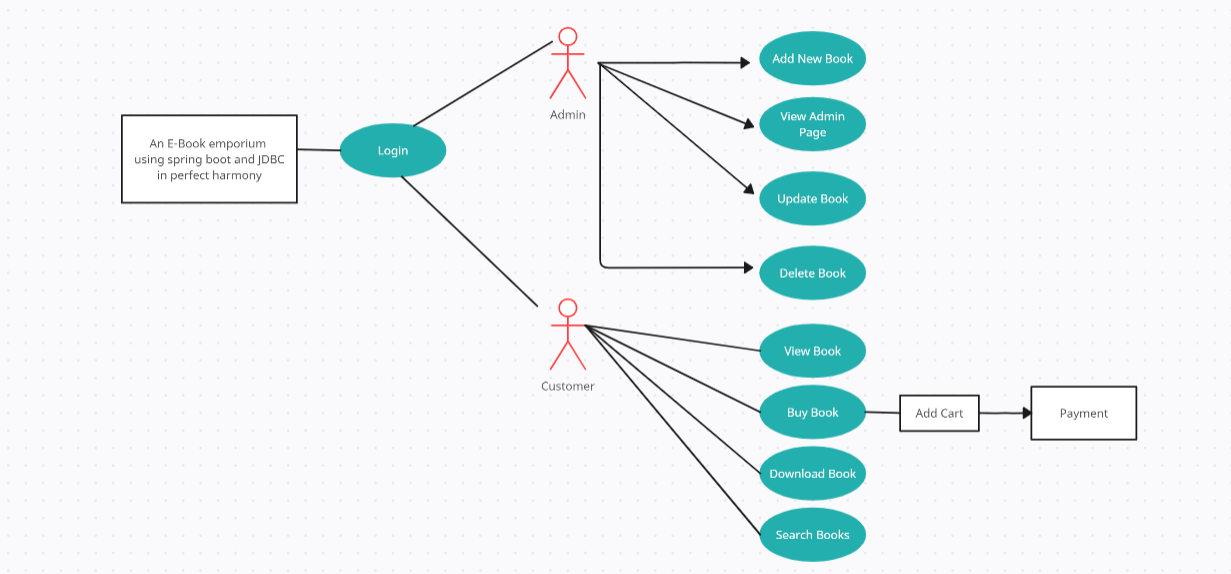 Add New Book
Admin
View Admin
Page
An E-Book emporium
using spring boot and JDBC
in perfect harmony
Login
Update Book
Delete Book
View Book
Customer
Buy Book
Add Cart
Payment
Download Book
Search Books